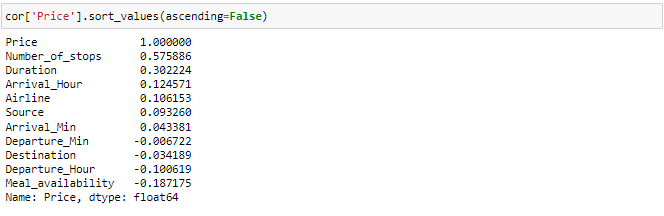 cor['Price'].sort_values(ascending=False)
Price 1.000000
Number_of_stops 0.575886
Duration 0.302224
Arrival_Hour 0.124571
Airline 0.106153
Source 0.093260
Arrival_Min 0.043381
Departure_Min -0.006722
Destination -0.034189
Departure_Hour -0.100619
Meal_availability -0.187175
Name: Price, dtype: float64